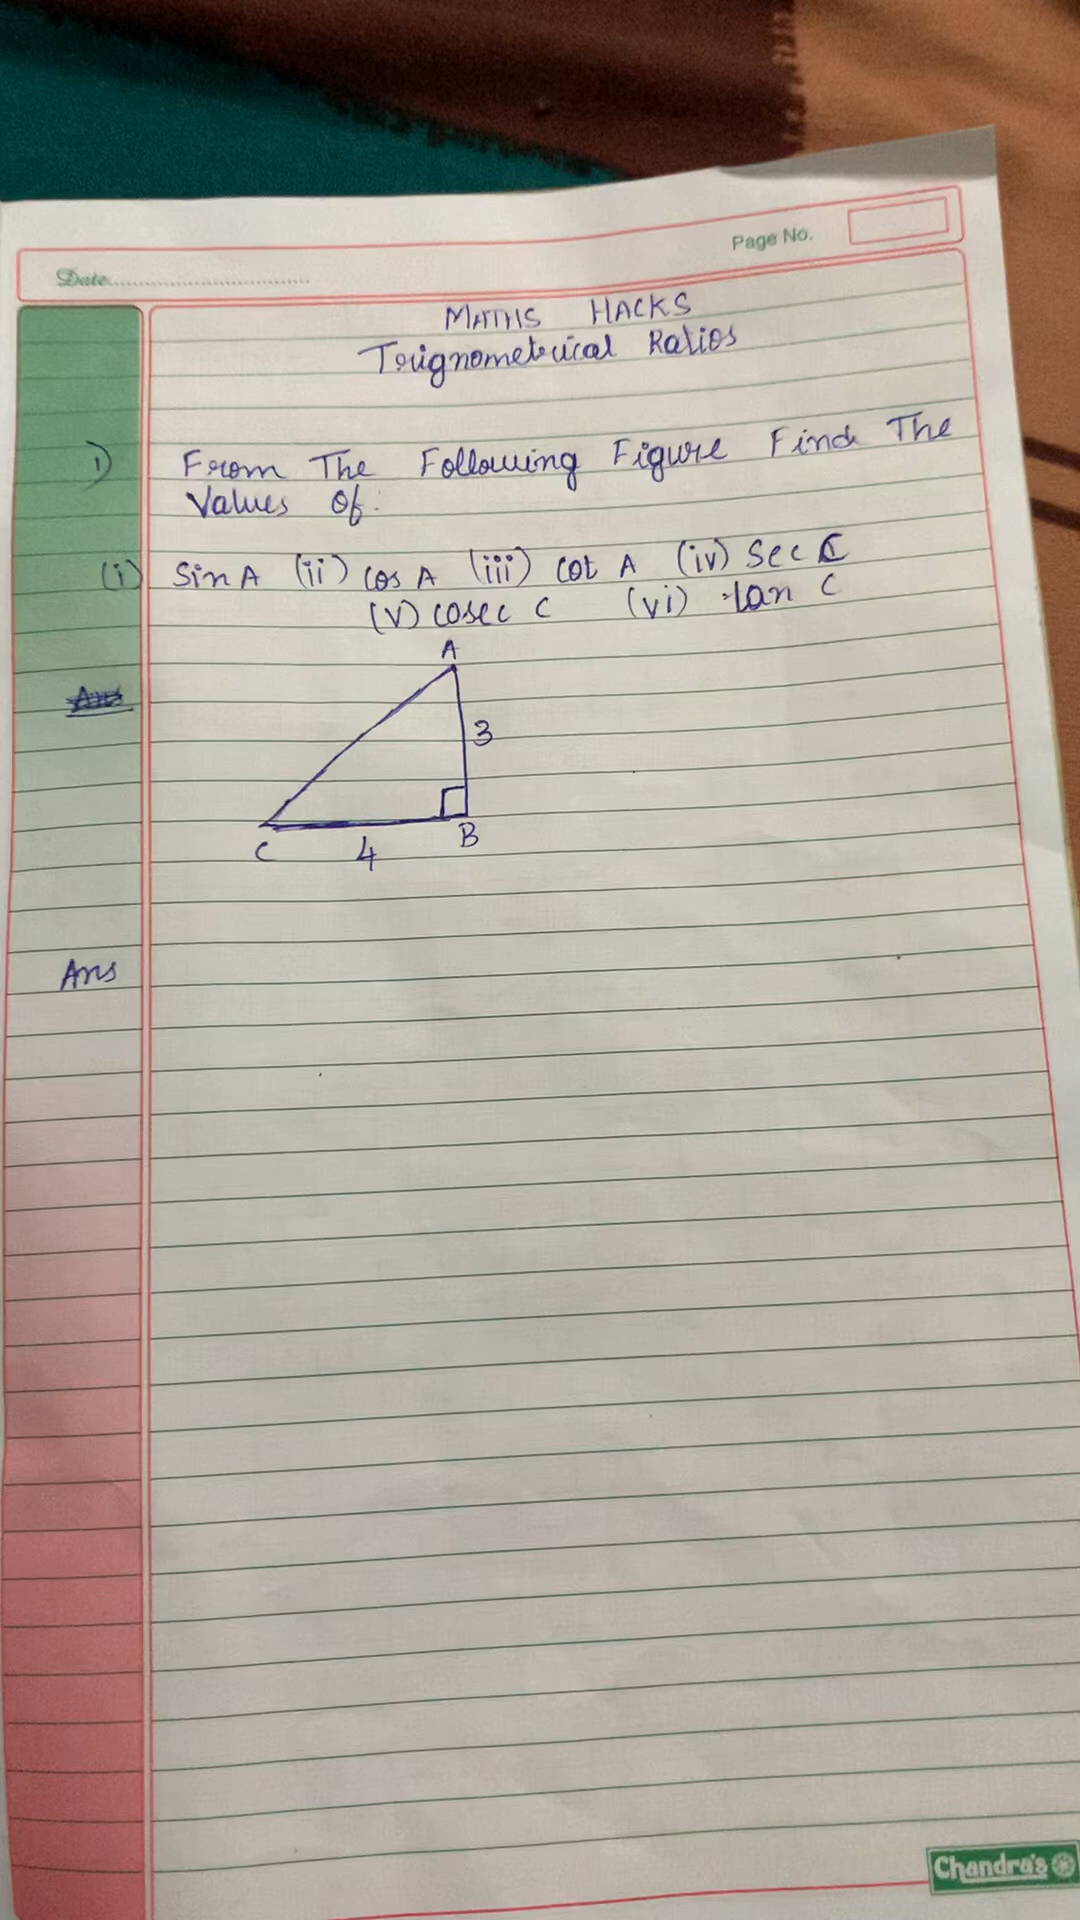 Page No.
Date
MATHS HACKS
Trignometrical Ratios
1) From The Following Figure Find The
Values Of:
(i) Sin A (ii) cos A (iii) cot A (iv) Sec C
(v) cosec C (vi) tan C
A
Ans
3
C 4 B
Ans
Chandra's